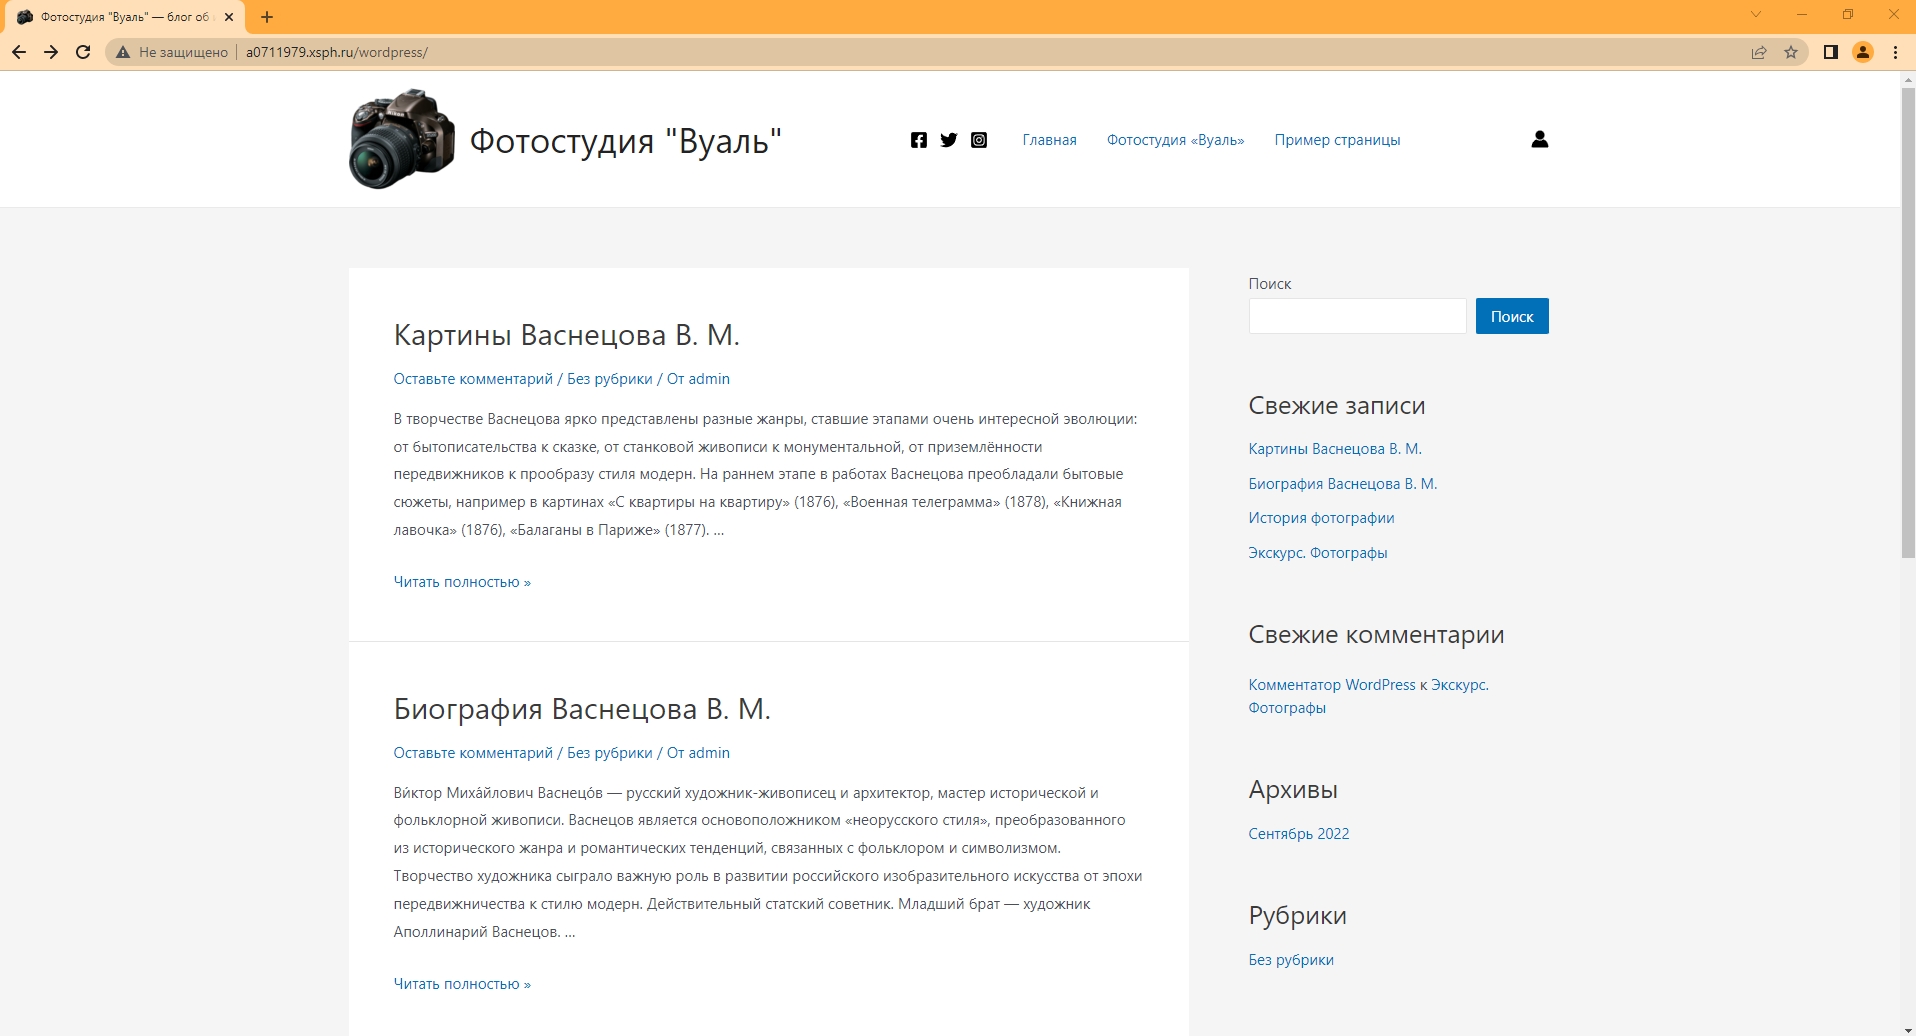 Фотостудия "Вуаль" — блог об
Не защищено
a0711979.xsph.ru/wordpress/
Фотостудия "Вуаль"
Главная
Фотостудия «Вуаль»
Пример страницы
Картины Васнецова В. М.
Оставьте комментарий / Без рубрики / От admin
В творчестве Васнецова ярко представлены разные жанры, ставшие этапами очень интересной эволюции:
от бытописательства к сказке, от станковой живописи к монументальной, от приземлённости
передвижников к прообразу стиля модерн. На раннем этапе в работах Васнецова преобладали бытовые
сюжеты, например в картинах «С квартиры на квартиру» (1876), «Военная телеграмма» (1878), «Книжная
лавочка» (1876), «Балаганы в Париже» (1877). …
Читать полностью »
Биография Васнецова В. М.
Оставьте комментарий / Без рубрики / От admin
Ви́ктор Миха́йлович Васнецо́в — русский художник-живописец и архитектор, мастер исторической и
фольклорной живописи. Васнецов является основоположником «неорусского стиля», преобразованного
из исторического жанра и романтических тенденций, связанных с фольклором и символизмом.
Творчество художника сыграло важную роль в развитии российского изобразительного искусства от эпохи
передвижничества к стилю модерн. Действительный статский советник. Младший брат — художник
Аполлинарий Васнецов. …
Читать полностью »
Поиск
Поиск
Свежие записи
Картины Васнецова В. М.
Биография Васнецова В. М.
История фотографии
Экскурс. Фотографы
Свежие комментарии
Комментатор WordPress к Экскурс.
Фотографы
Архивы
Сентябрь 2022
Рубрики
Без рубрики